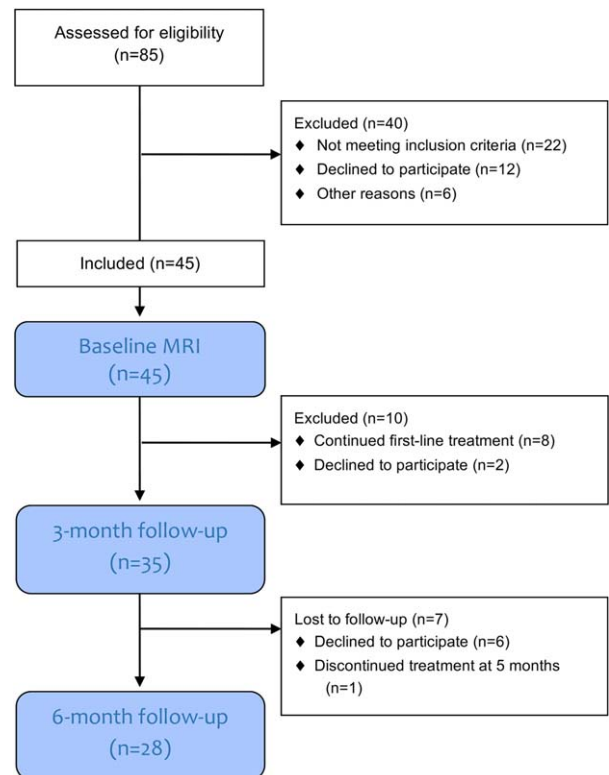 Assessed for eligibility
(n=85)
Excluded (n=40)
♦ Not meeting inclusion criteria (n=22)
♦ Declined to participate (n=12)
♦ Other reasons (n=6)
Included (n=45)
Baseline MRI
(n=45)
Excluded (n=10)
♦ Continued first-line treatment (n=8)
♦ Declined to participate (n=2)
3-month follow-up
(n=35)
Lost to follow-up (n=7)
♦ Declined to participate (n=6)
♦ Discontinued treatment at 5 months
(n=1)
6-month follow-up
(n=28)